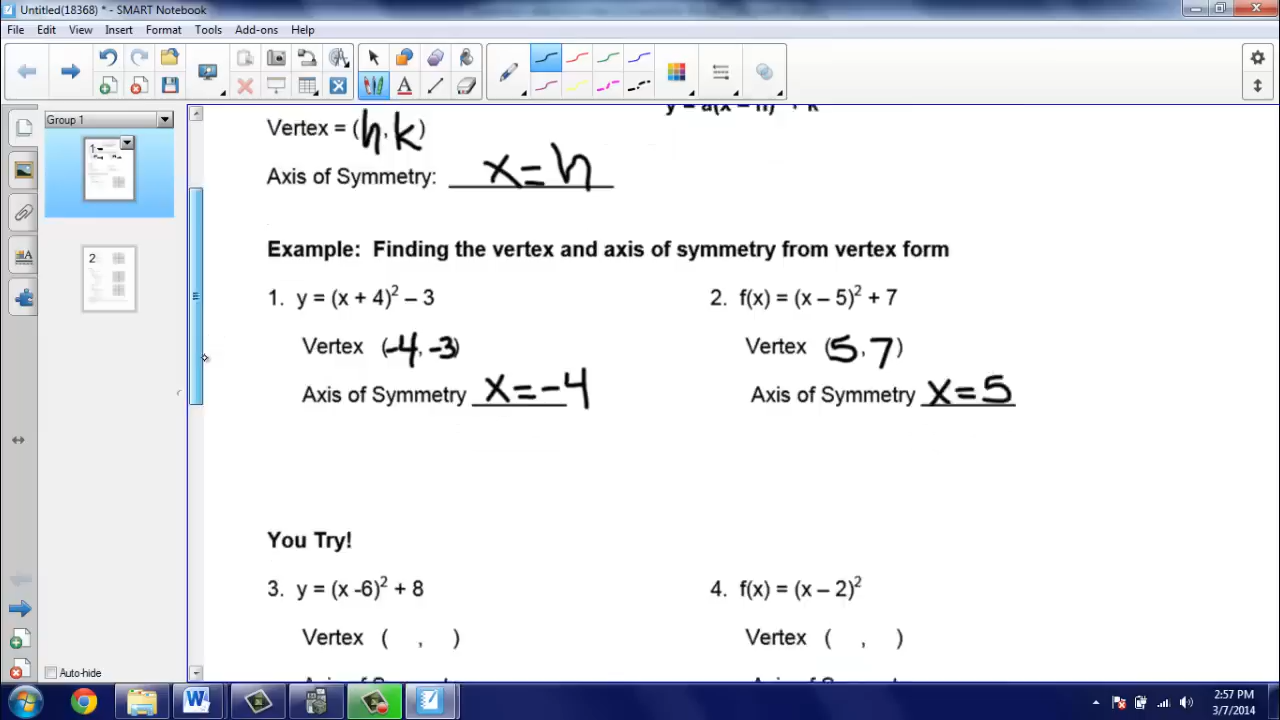 Untitled(18368) * - SMART Notebook
File Edit View Insert Format Tools Add-ons Help
Group 1
1
2
Auto-hide
y = a(x – h) + k
Vertex = (h, k)
Axis of Symmetry: x = h
Example: Finding the vertex and axis of symmetry from vertex form
1. y = (x + 4)² – 3
2. f(x) = (x – 5)² + 7
Vertex (-4, -3)
Vertex (5, 7)
Axis of Symmetry x = -4
Axis of Symmetry x = 5
You Try!
3. y = (x -6)² + 8
4. f(x) = (x – 2)²
Vertex ( , )
Vertex ( , )
2:57 PM
3/7/2014